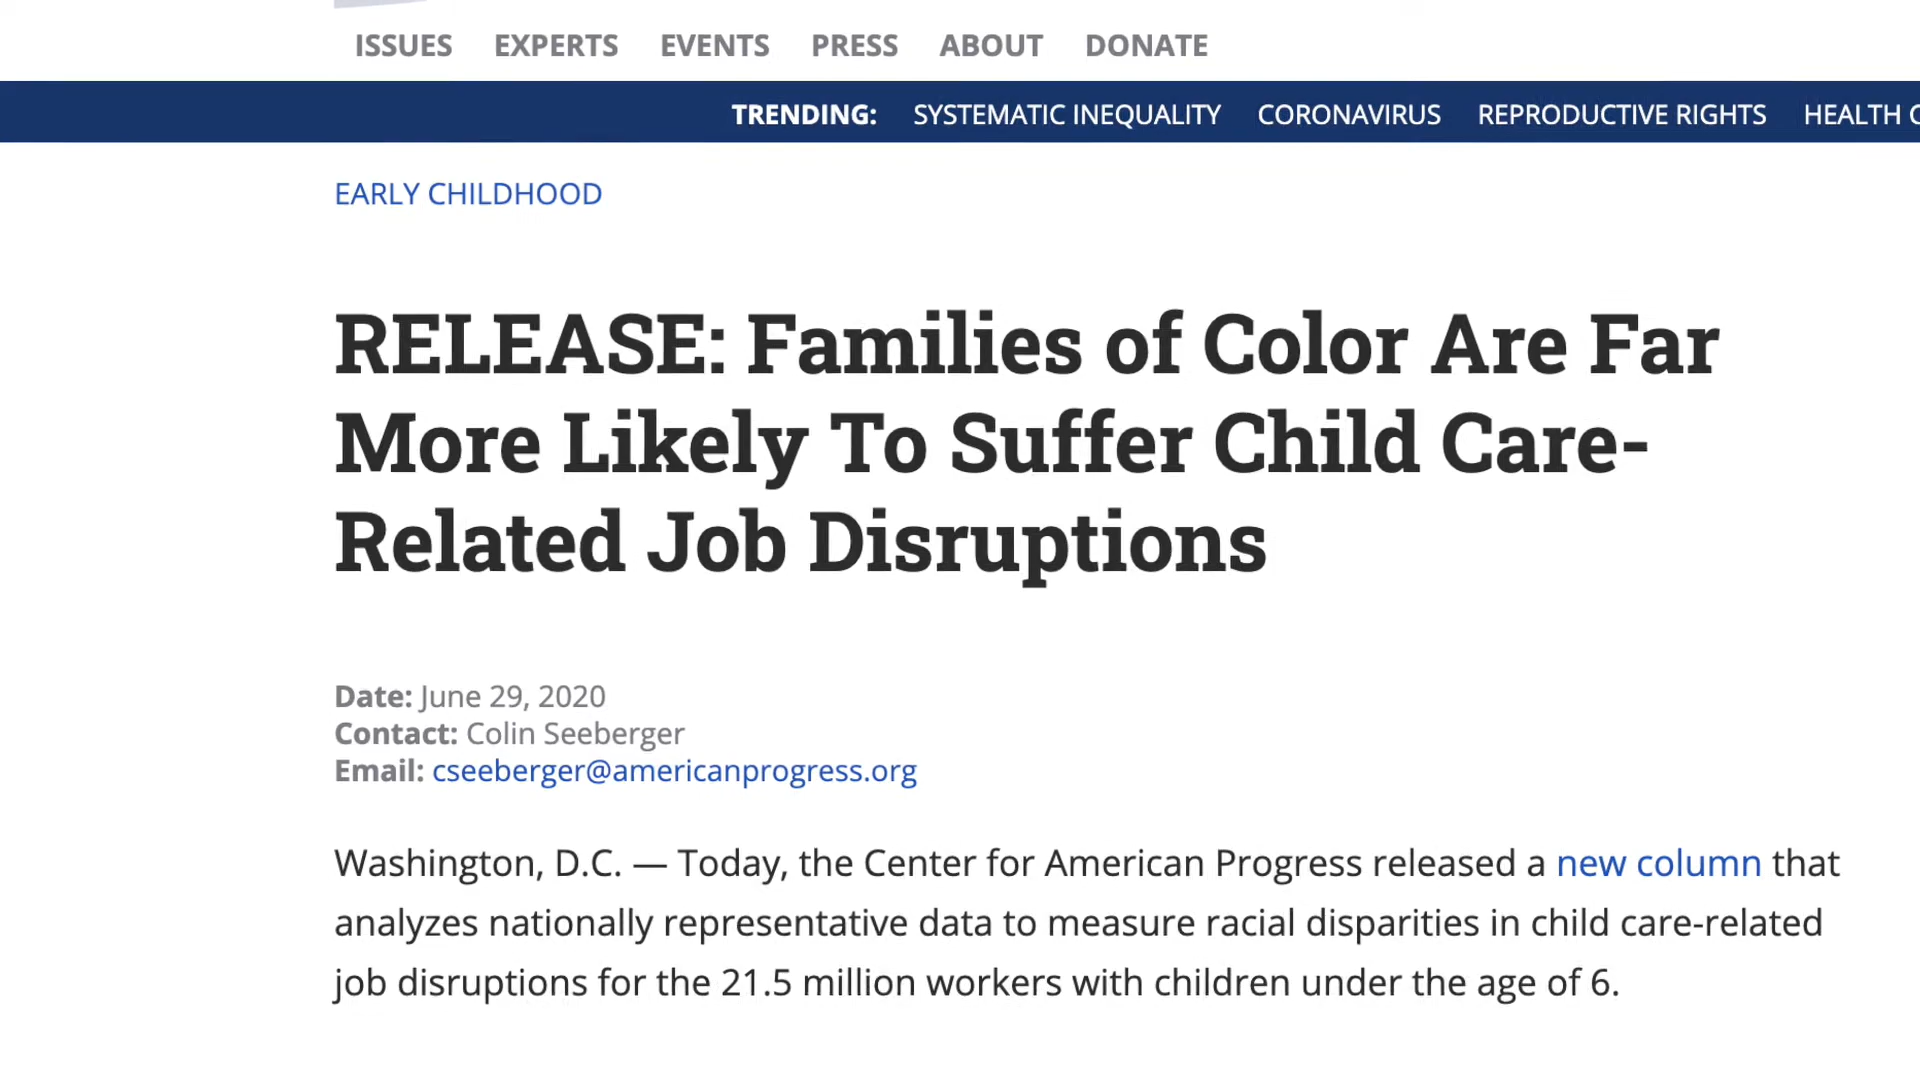 ISSUES EXPERTS EVENTS PRESS ABOUT DONATE
TRENDING: SYSTEMATIC INEQUALITY CORONAVIRUS REPRODUCTIVE RIGHTS HEALTH
EARLY CHILDHOOD
RELEASE: Families of Color Are Far
More Likely To Suffer Child Care-
Related Job Disruptions
Date: June 29, 2020
Contact: Colin Seeberger
Email: cseeberger@americanprogress.org
Washington, D.C. — Today, the Center for American Progress released a new column that
analyzes nationally representative data to measure racial disparities in child care-related
job disruptions for the 21.5 million workers with children under the age of 6.